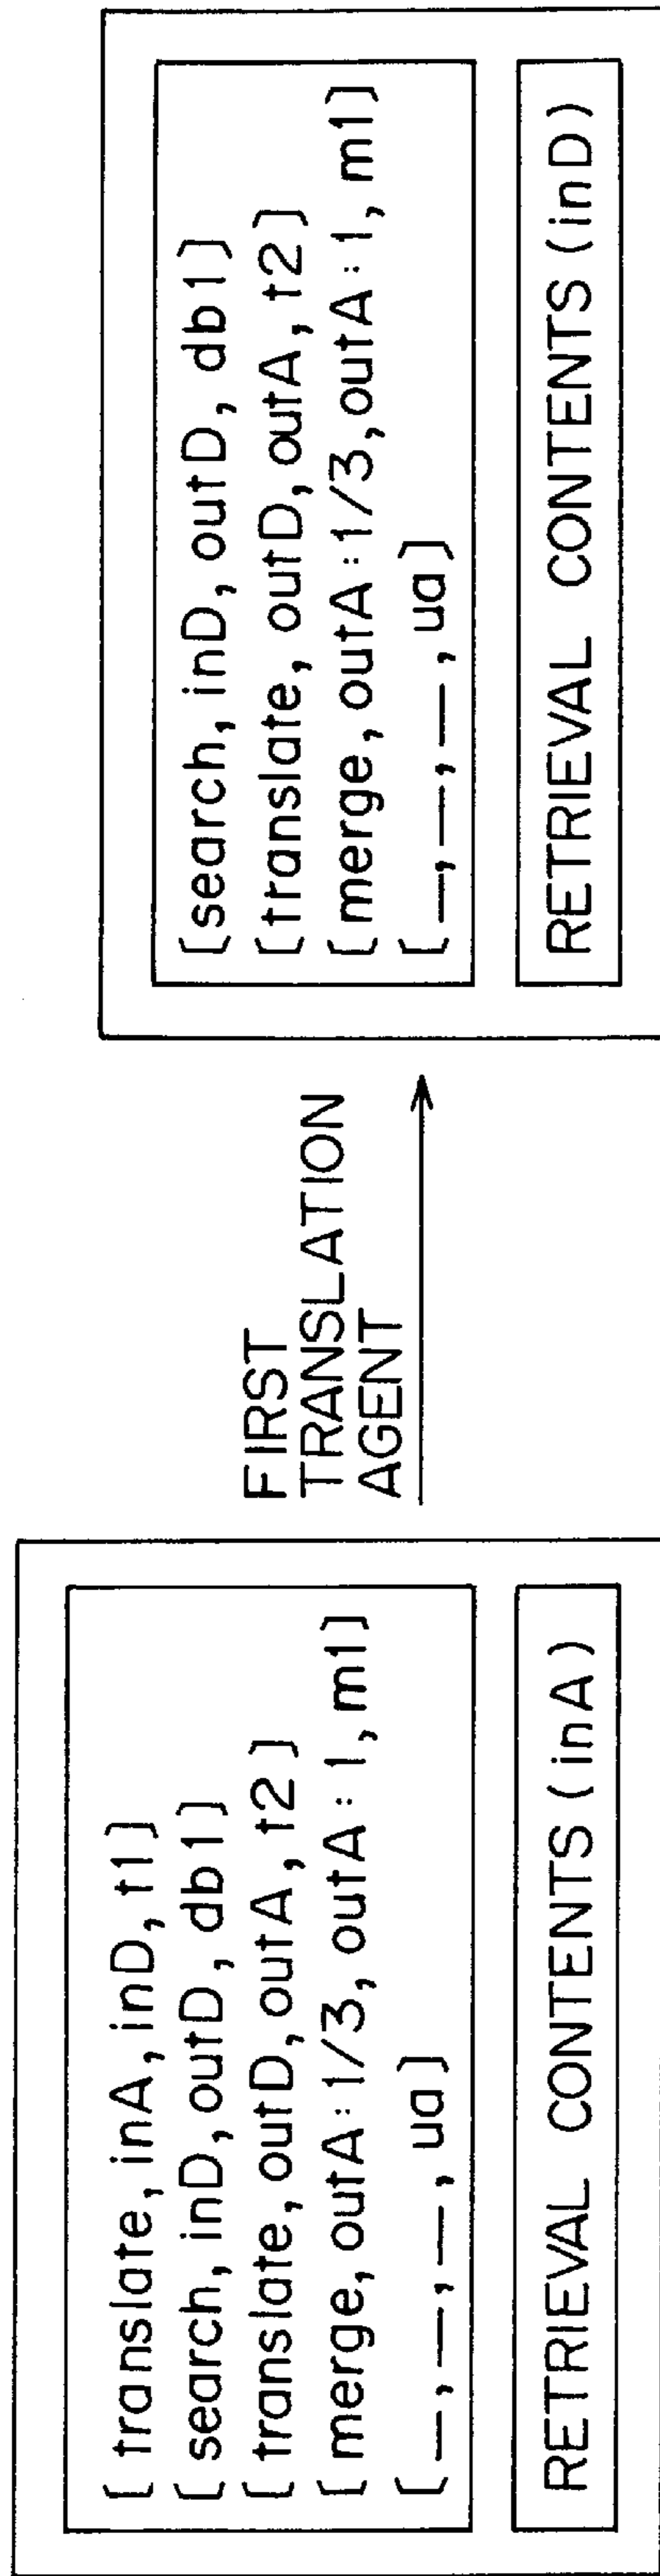 [translate, inA, inD, t1]
[search, inD, outD, db1]
[translate, outD, outA, t2]
[merge, outA:1/3, outA:1, m1]
[—, —, —, ua]
RETRIEVAL CONTENTS (inA)
FIRST
TRANSLATION
AGENT
[search, inD, outD, db1]
[translate, outD, outA, t2]
[merge, outA:1/3, outA:1, m1]
[—, —, —, ua]
RETRIEVAL CONTENTS (inD)